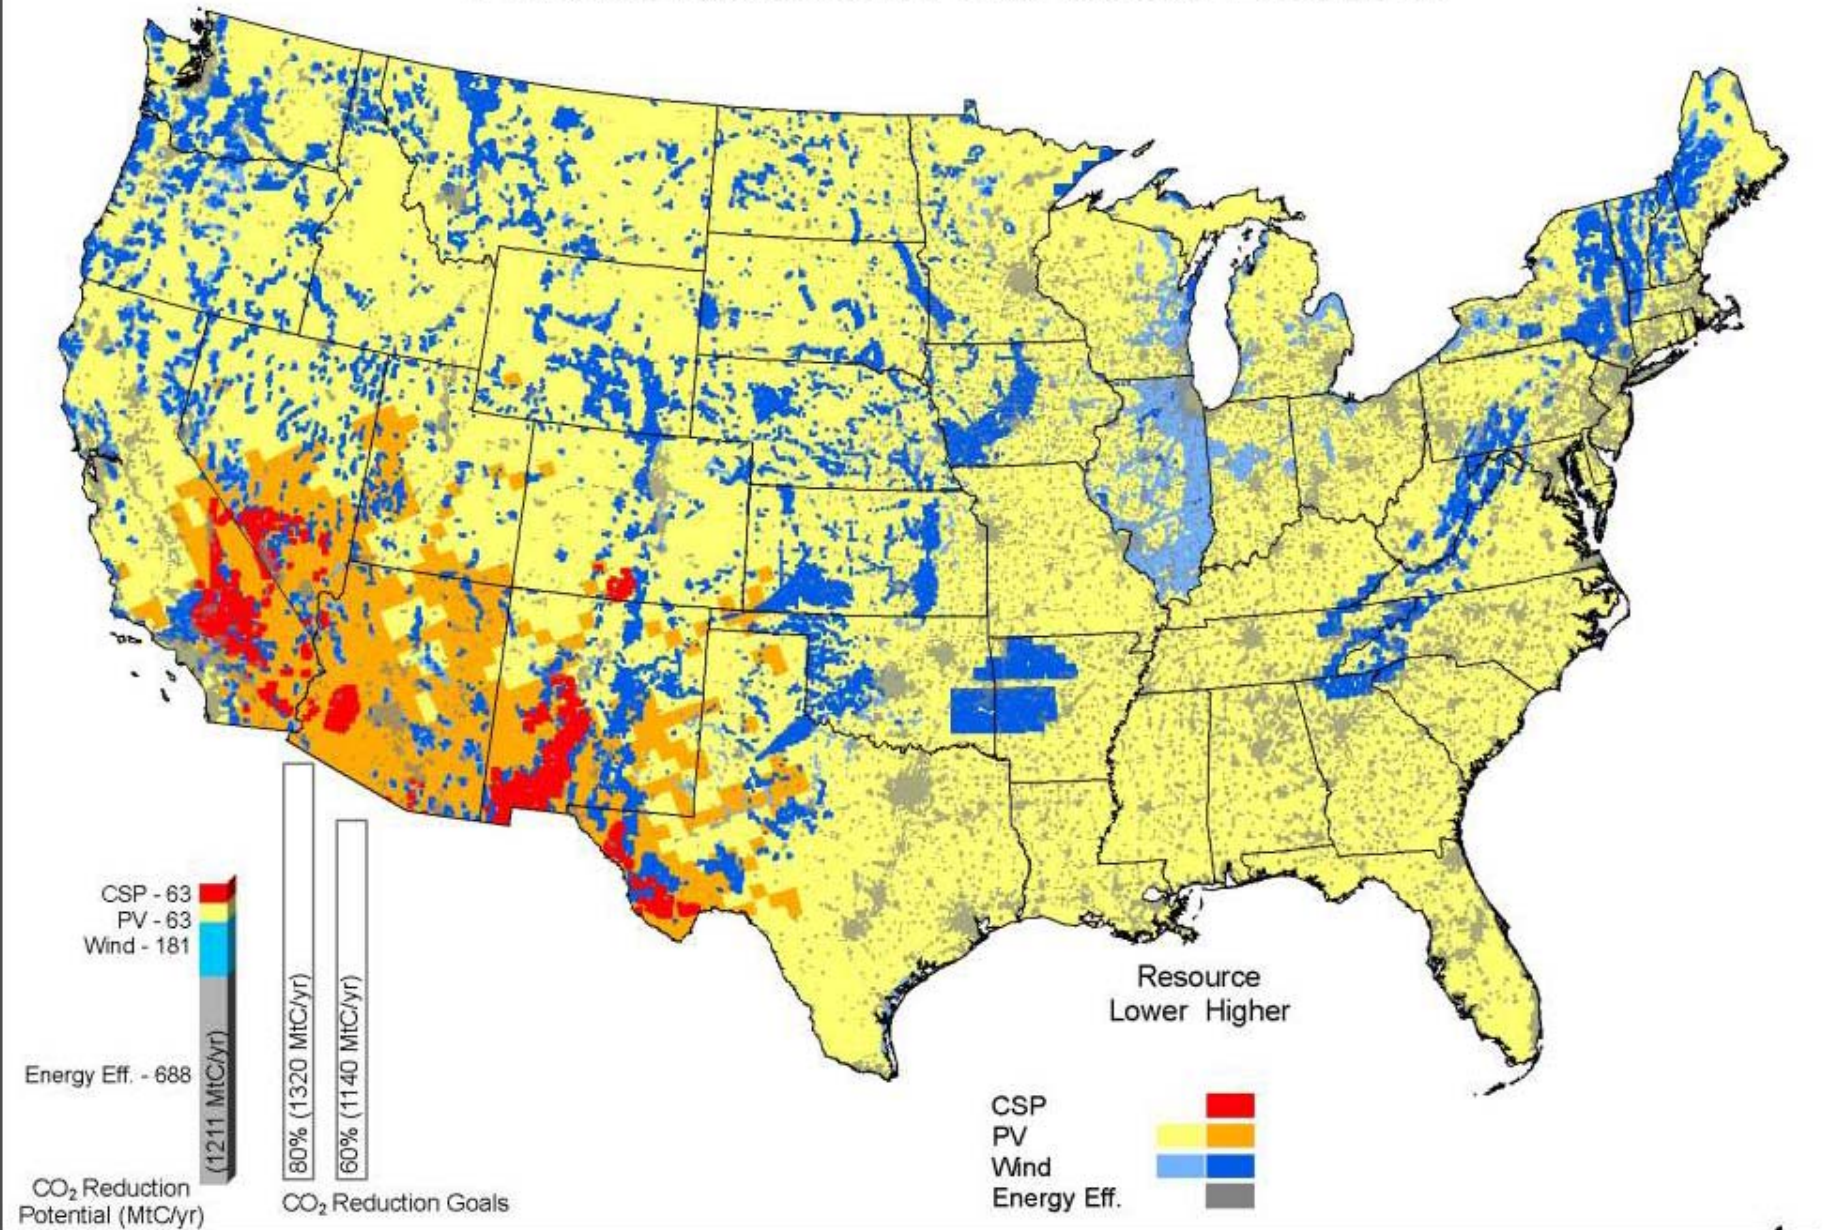 CSP - 63
PV - 63
Wind - 181
Energy Eff. - 688
(1211 MtC/yr)
CO₂ Reduction
Potential (MtC/yr)
80% (1320 MtC/yr)
60% (1140 MtC/yr)
CO₂ Reduction Goals
Resource
Lower Higher
CSP
PV
Wind
Energy Eff.